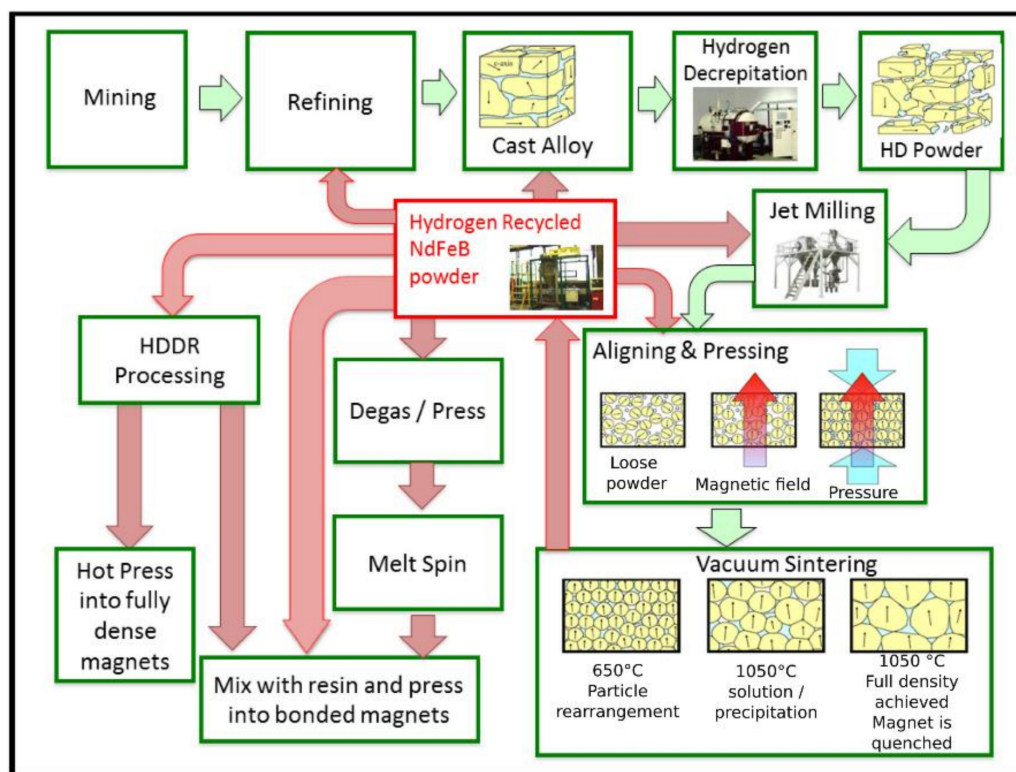 Mining
Refining
Cast Alloy
Hydrogen
Decrepitation
HD Powder
Hydrogen Recycled
NdFeB
powder
Jet Milling
HDDR
Processing
Degas / Press
Aligning & Pressing
Loose
powder
Magnetic field
Pressure
Melt Spin
Hot Press
into fully
dense
magnets
Mix with resin and press
into bonded magnets
Vacuum Sintering
650°C
Particle
rearrangement
1050°C
solution /
precipitation
1050 °C
Full density
achieved
Magnet is
quenched